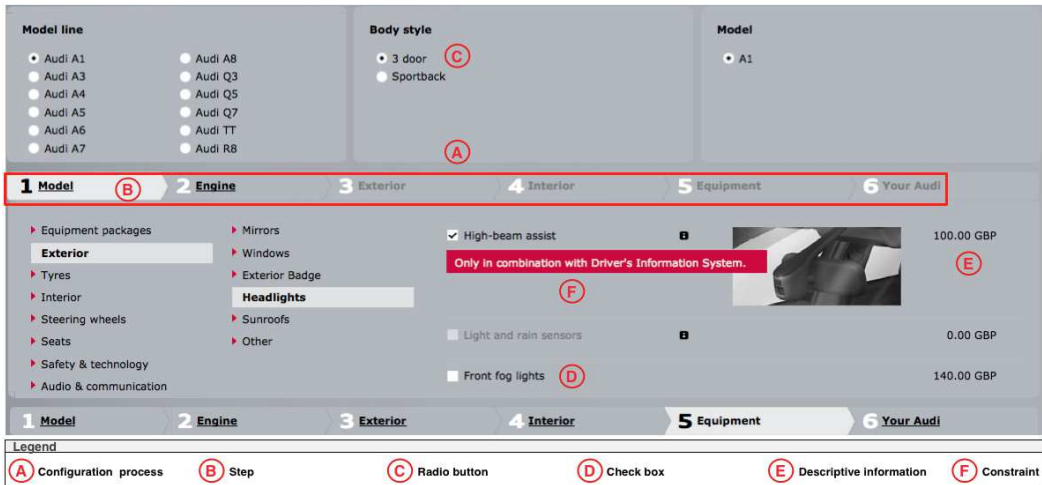 Model line
Body style
Model
Audi A1
Audi A8
3 door
C
A1
Audi A3
Audi Q3
Sportback
Audi A4
Audi Q5
Audi A5
Audi Q7
Audi A6
Audi TT
Audi A7
Audi R8
A
1 Model
B
2 Engine
3 Exterior
4 Interior
5 Equipment
6 Your Audi
Equipment packages
Exterior
Tyres
Interior
Steering wheels
Seats
Safety & technology
Audio & communication
Mirrors
Windows
Exterior Badge
Headlights
Sunroofs
Other
High-beam assist
100.00 GBP
Only in combination with Driver's Information System.
E
F
Light and rain sensors
0.00 GBP
Front fog lights
D
140.00 GBP
1 Model
2 Engine
3 Exterior
4 Interior
5 Equipment
6 Your Audi
Legend
A Configuration process
B Step
C Radio button
D Check box
E Descriptive information
F Constraint